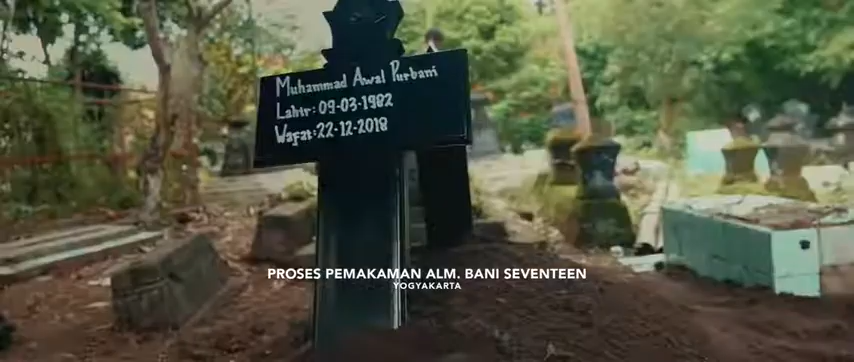 Muhammad Awal Purbani
Lahir: 09-03-1982
Wafat: 22-12-2018
PROSES PEMAKAMAN ALM. BANI SEVENTEEN
YOGYAKARTA